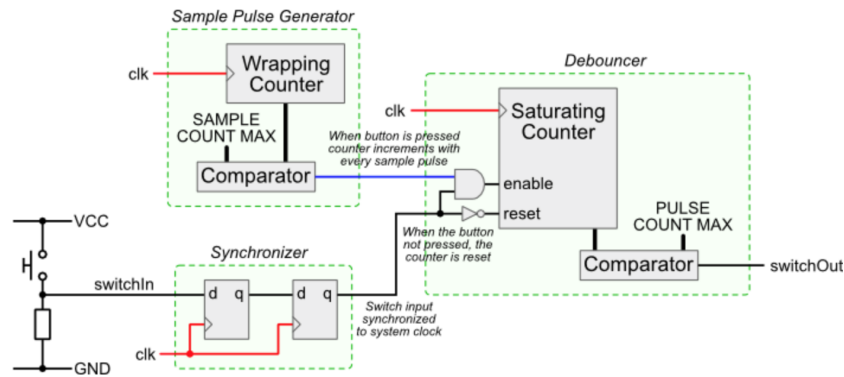 Sample Pulse Generator
clk
Wrapping
Counter
SAMPLE
COUNT MAX
Comparator
When button is pressed
counter increments with
every sample pulse
Debouncer
clk
Saturating
Counter
enable
reset
When the button
not pressed, the
counter is reset
PULSE
COUNT MAX
Comparator
switchOut
VCC
switchIn
GND
Synchronizer
d q
d q
clk
Switch input
synchronized
to system clock